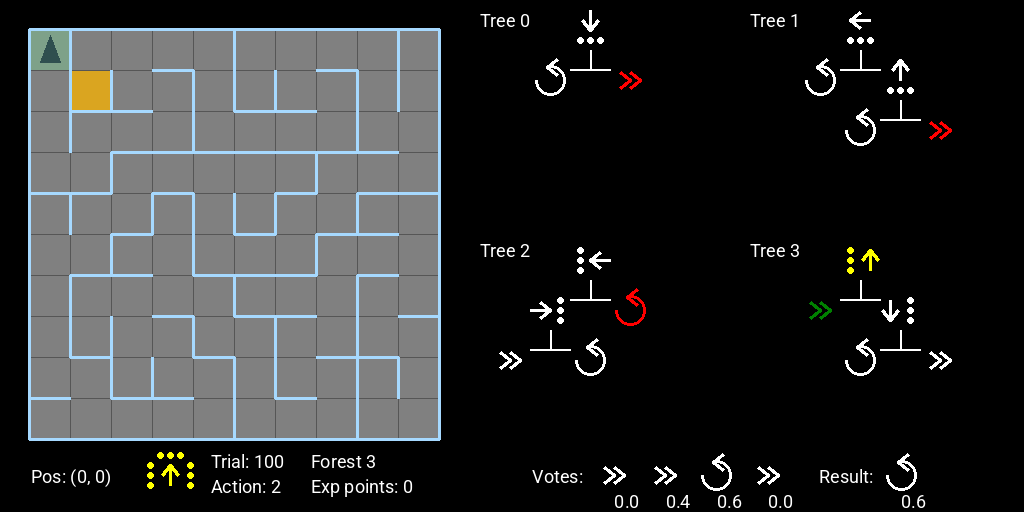 Tree 0
Tree 1
Tree 2
Tree 3
Pos: (0, 0)
Trial: 100
Forest 3
Action: 2
Exp points: 0
Votes:
0.0
0.4
0.6
0.0
Result:
0.6